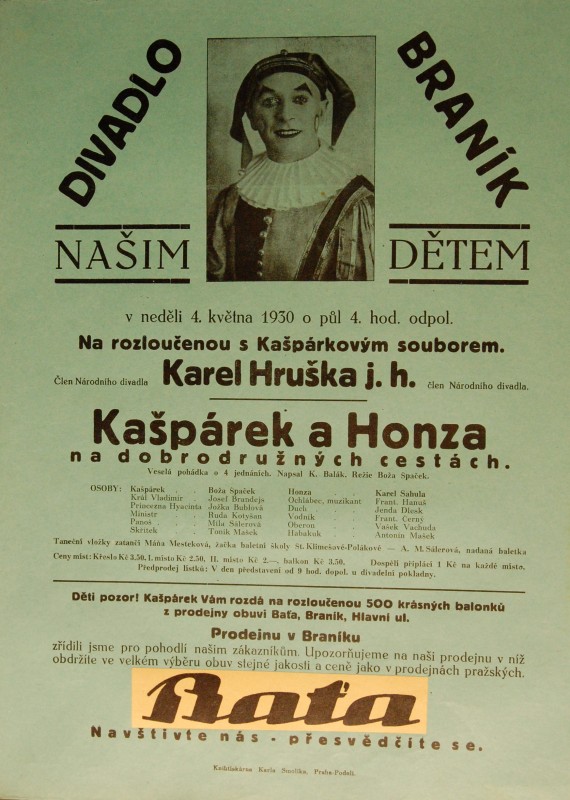 DIVADLO BRANÍK
NAŠIM DĚTEM
v neděli 4. května 1930 o půl 4. hod. odpol.
Na rozloučenou s Kašpárkovým souborem.
Člen Národního divadla Karel Hruška j. h. člen Národního divadla.
Kašpárek a Honza
na dobrodružných cestách.
Veselá pohádka o 4 jednáních. Napsal K. Balák. Režie Boža Špaček.
OSOBY: Kašpárek . Boža Špaček Honza . Karel Sabula
Král Vladimír . Josef Brandejs Ochlábec, muzikant . Frant. Hanuš
Princezna Hyacinta . Jožka Bublová Duch . Jenda Dlesk
Ministr . Ruda Kotyšan Vodník . Frant. Černý
Panoš . Míla Sálerová Oberon . Vašek Vachuda
Skřítek . Toník Mašek Habakuk . Antonín Mašek
Taneční vložky zatančí Máňa Mesteková, žačka baletní školy St. Klimešové-Polákové — A. M. Sálerová, nadaná baletka
Ceny míst: Křesla Kč 3.50, I. místo Kč 2.50, II. místo Kč 2.—, balkon Kč 3.50. Dospělí připlácí 1 Kč na každé místo.
Předprodej lístků: V den představení od 9 hod. dopol. u divadelní pokladny.
Děti pozor! Kašpárek Vám rozdá na rozloučenou 500 krásných balonků
z prodejny obuvi Baťa, Braník, Hlavní ul.
Prodejnu v Braníku
zřídili jsme pro pohodlí našim zákazníkům. Upozorňujeme na naši prodejnu v níž
obdržíte ve velkém výběru obuv stejné jakosti a ceně jako v prodejnách pražských.
Baťa
Navštivte nás - přesvědčíte se.
Knihtiskárna Karla Smolíka, Praha-Podolí.